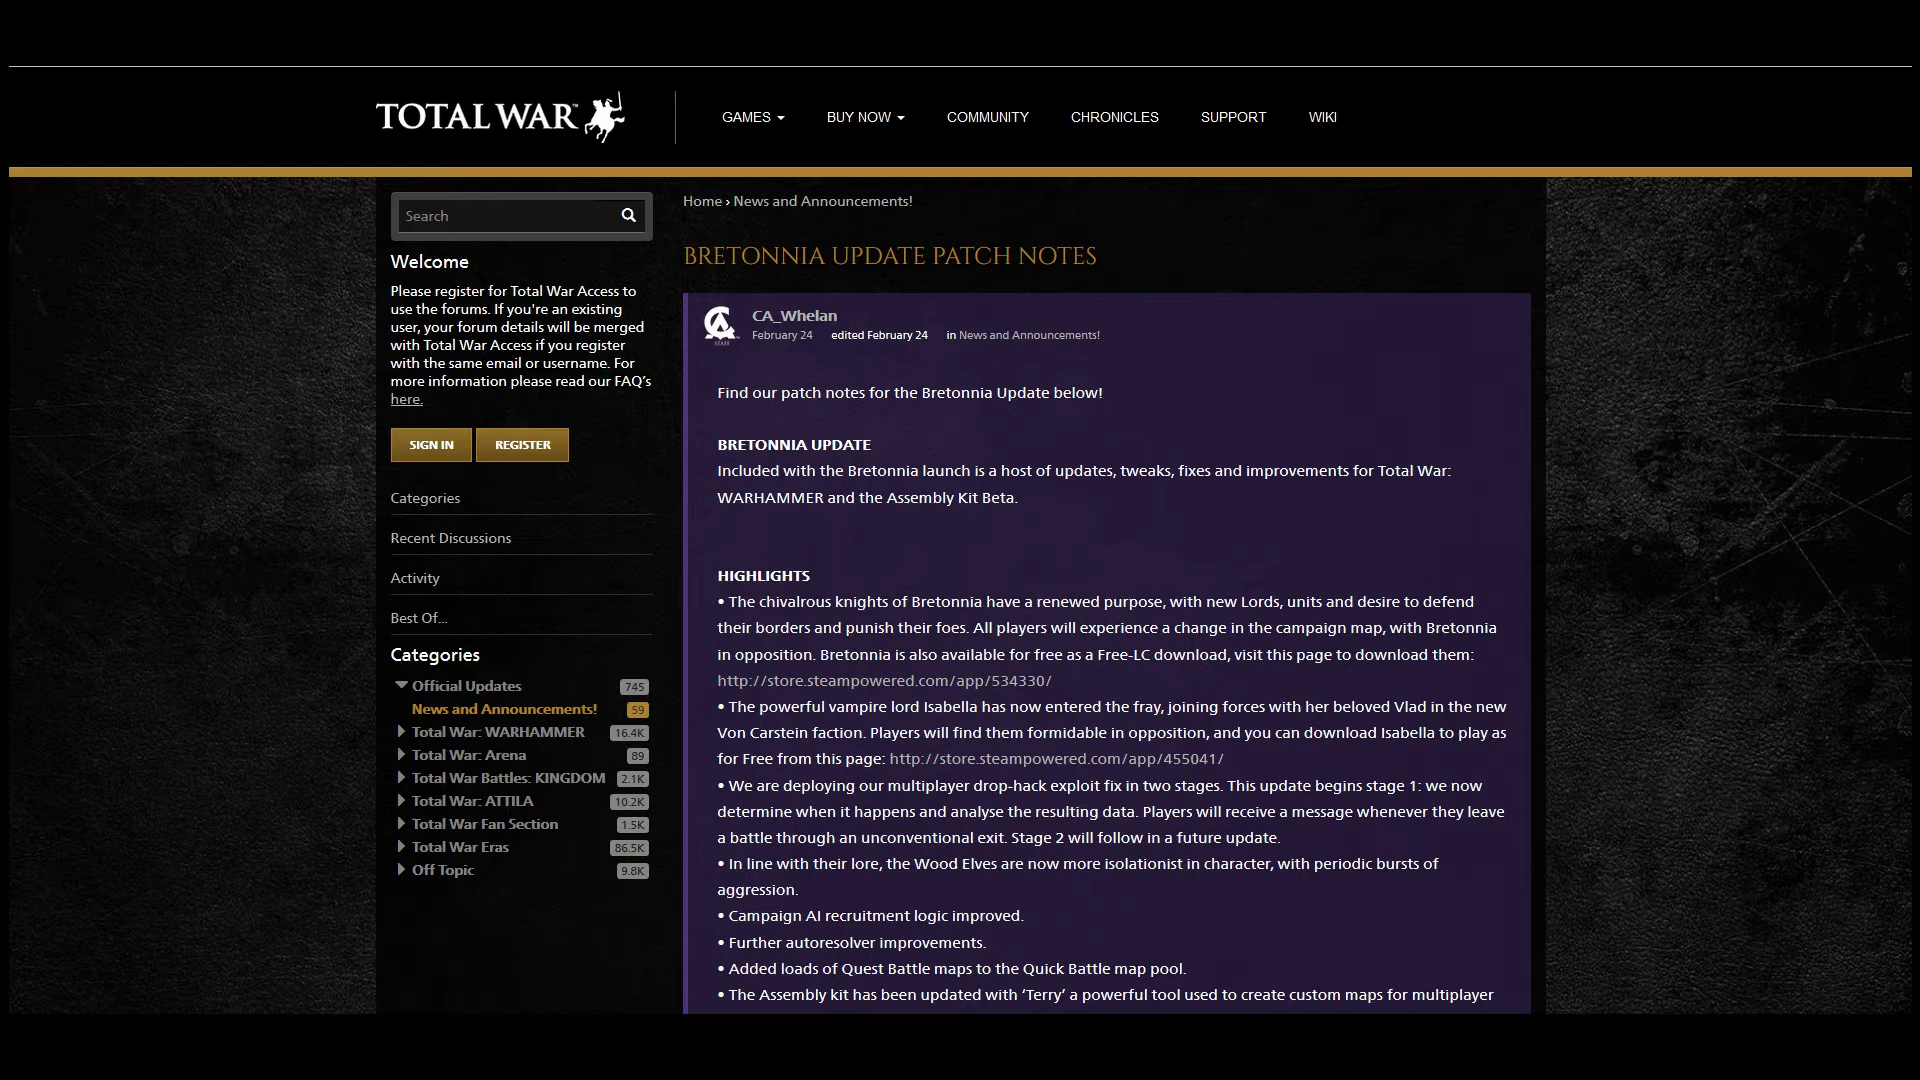 TOTAL WAR™
GAMES
BUY NOW
COMMUNITY
CHRONICLES
SUPPORT
WIKI
Search
Welcome
Please register for Total War Access to
use the forums. If you're an existing
user, your forum details will be merged
with Total War Access if you register
with the same email or username. For
more information please read our FAQ’s
here.
SIGN IN
REGISTER
Categories
Recent Discussions
Activity
Best Of...
Categories
Official Updates 745
News and Announcements! 59
Total War: WARHAMMER 16.4K
Total War: Arena 89
Total War Battles: KINGDOM 2.1K
Total War: ATTILA 10.2K
Total War Fan Section 1.5K
Total War Eras 86.5K
Off Topic 9.8K
Home › News and Announcements!
BRETONNIA UPDATE PATCH NOTES
CA
STAFF
CA_Whelan
February 24 edited February 24 in News and Announcements!
Find our patch notes for the Bretonnia Update below!
BRETONNIA UPDATE
Included with the Bretonnia launch is a host of updates, tweaks, fixes and improvements for Total War:
WARHAMMER and the Assembly Kit Beta.
HIGHLIGHTS
• The chivalrous knights of Bretonnia have a renewed purpose, with new Lords, units and desire to defend
their borders and punish their foes. All players will experience a change in the campaign map, with Bretonnia
in opposition. Bretonnia is also available for free as a Free-LC download, visit this page to download them:
http://store.steampowered.com/app/534330/
• The powerful vampire lord Isabella has now entered the fray, joining forces with her beloved Vlad in the new
Von Carstein faction. Players will find them formidable in opposition, and you can download Isabella to play as
for Free from this page: http://store.steampowered.com/app/455041/
• We are deploying our multiplayer drop-hack exploit fix in two stages. This update begins stage 1: we now
determine when it happens and analyse the resulting data. Players will receive a message whenever they leave
a battle through an unconventional exit. Stage 2 will follow in a future update.
• In line with their lore, the Wood Elves are now more isolationist in character, with periodic bursts of
aggression.
• Campaign AI recruitment logic improved.
• Further autoresolver improvements.
• Added loads of Quest Battle maps to the Quick Battle map pool.
• The Assembly kit has been updated with ‘Terry’ a powerful tool used to create custom maps for multiplayer